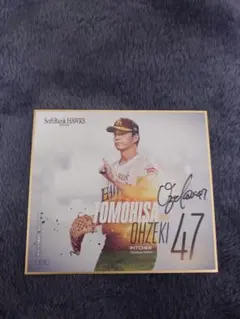 SoftBank HAWKS
TOMOHISA
OHZEKI
47
PITCHER